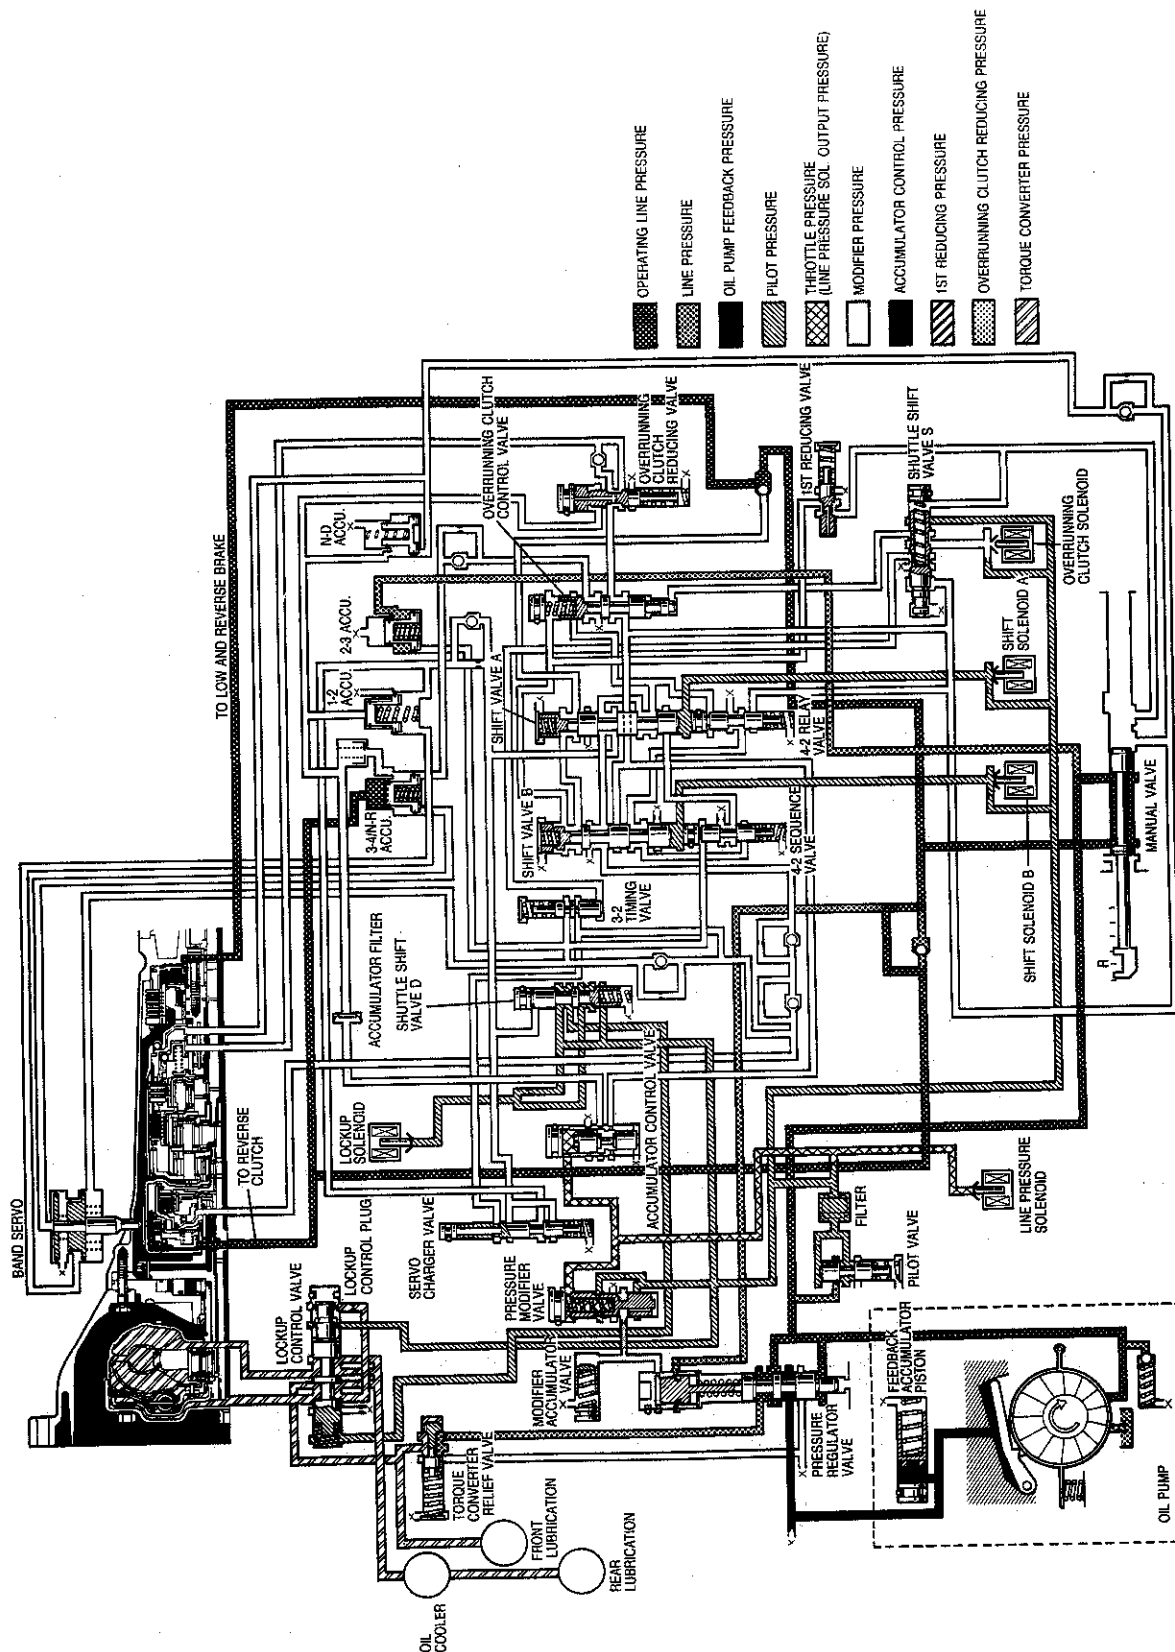 BAND SERVO
TO LOW AND REVERSE BRAKE
TO REVERSE
CLUTCH
OIL
COOLER
FRONT
LUBRICATION
REAR
LUBRICATION
TORQUE
CONVERTER
RELIEF VALVE
LOCKUP
CONTROL VALVE
LOCKUP
CONTROL PLUG
LOCKUP
SOLENOID
ACCUMULATOR FILTER
SHUTTLE SHIFT
VALVE D
3-4/N-R
ACCU.
1-2
ACCU.
2-3 ACCU.
N-D
ACCU.
SERVO
CHARGER VALVE
PRESSURE
MODIFIER
VALVE
MODIFIER
ACCUMULATOR
VALVE
ACCUMULATOR CONTROL VALVE
3-2
TIMING
VALVE
SHIFT VALVE B
SHIFT VALVE A
OVERRUNNING CLUTCH
CONTROL VALVE
OVERRUNNING
CLUTCH
REDUCING VALVE
4-2 SEQUENCE
VALVE
4-2 RELAY
VALVE
1ST REDUCING VALVE
SHUTTLE SHIFT
VALVE S
PRESSURE
REGULATOR
VALVE
FEEDBACK
ACCUMULATOR
PISTON
OIL PUMP
PILOT VALVE
FILTER
LINE PRESSURE
SOLENOID
SHIFT SOLENOID B
SHIFT
SOLENOID A
OVERRUNNING
CLUTCH SOLENOID
MANUAL VALVE
R
OPERATING LINE PRESSURE
LINE PRESSURE
OIL PUMP FEEDBACK PRESSURE
PILOT PRESSURE
THROTTLE PRESSURE
(LINE PRESSURE SOL. OUTPUT PRESSURE)
MODIFIER PRESSURE
ACCUMULATOR CONTROL PRESSURE
1ST REDUCING PRESSURE
OVERRUNNING CLUTCH REDUCING PRESSURE
TORQUE CONVERTER PRESSURE